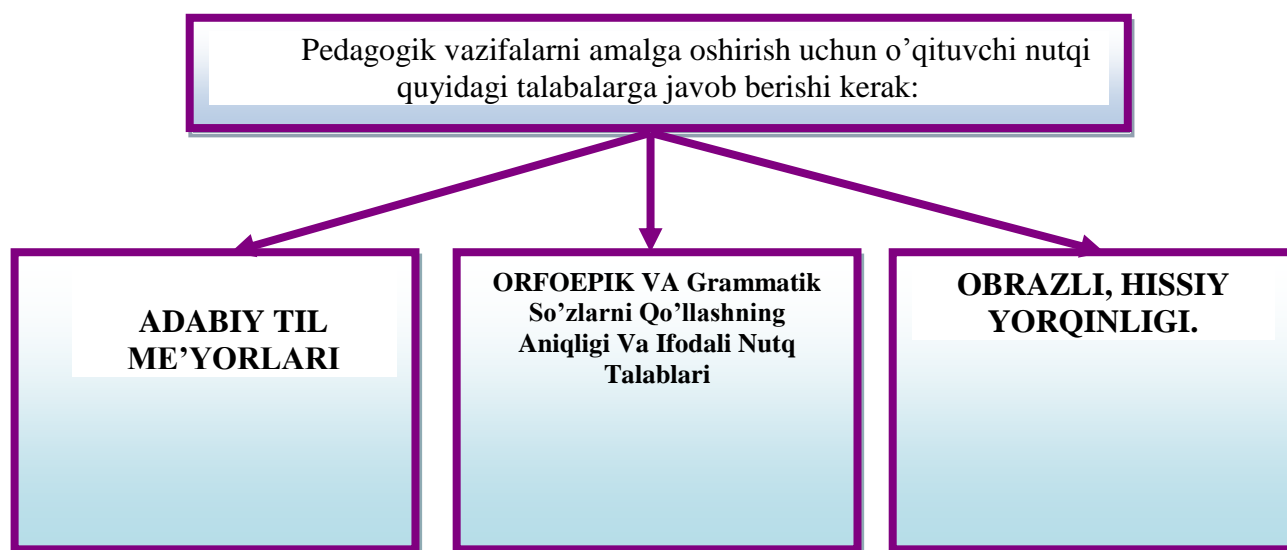 Pedagogik vazifalarni amalga oshirish uchun o’qituvchi nutqi
quyidagi talabalarga javob berishi kerak:
ADABIY TIL
ME’YORLARI
ORFOEPIK VA Grammatik
So’zlarni Qo’llashning
Aniqligi Va Ifodali Nutq
Talablari
OBRAZLI, HISSIY
YORQINLIGI.